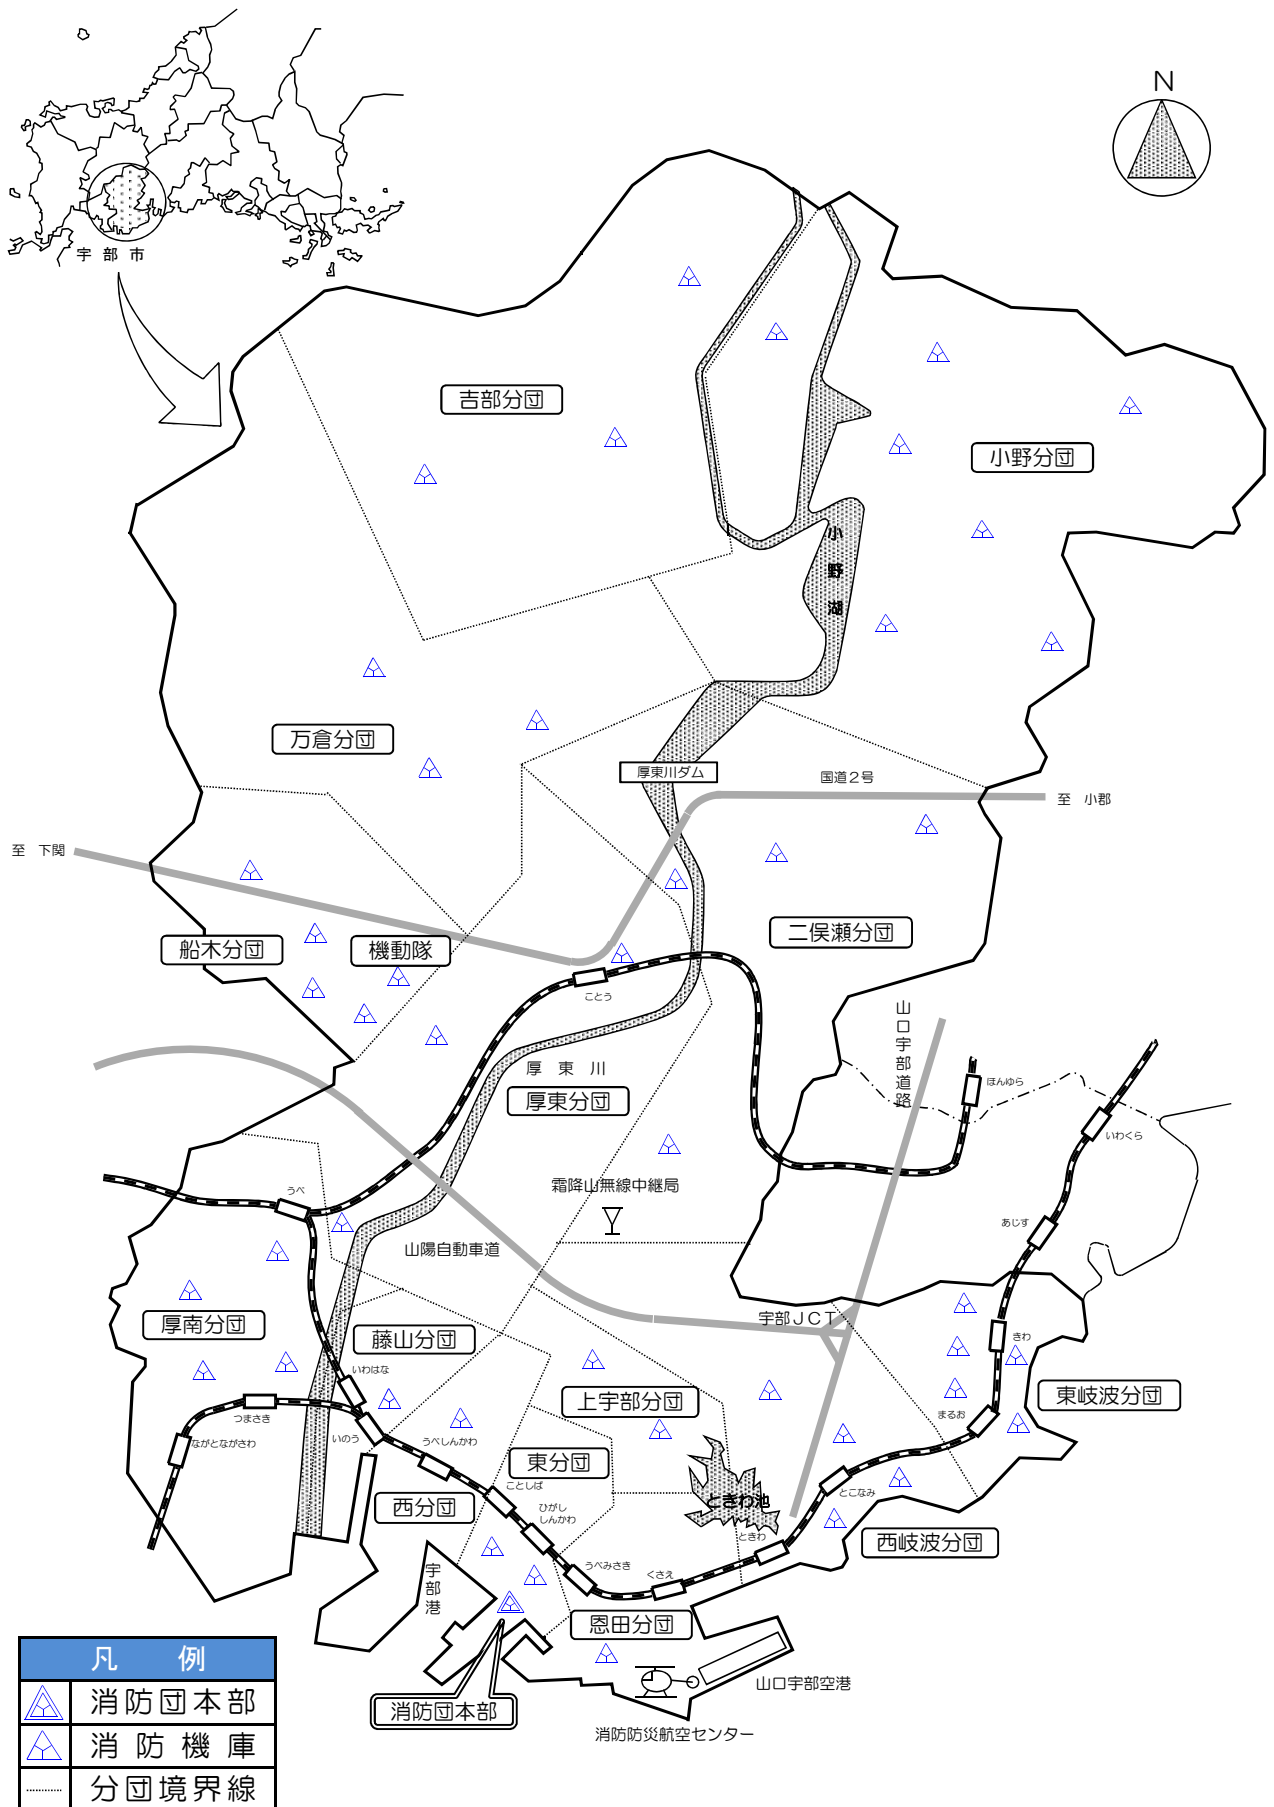 N
宇部市
吉部分団
小野分団
小野湖
万倉分団
厚東川ダム
国道２号
至　小郡
至　下関
船木分団
機動隊
二俣瀬分団
ことう
山口宇部道路
厚東川
厚東分団
ほんゆら
いわくら
霜降山無線中継局
うべ
あじす
山陽自動車道
厚南分団
藤山分団
宇部ＪＣＴ
きわ
いわはな
上宇部分団
東岐波分団
つまさき
いのう
うべしんかわ
まるお
ながとながさわ
東分団
ことしば
ときわ池
とこなみ
西分団
ひがし
しんかわ
ときわ
西岐波分団
宇部港
うべみさき
くさえ
恩田分団
山口宇部空港
消防団本部
消防防災航空センター
凡　例
消防団本部
消防機庫
分団境界線